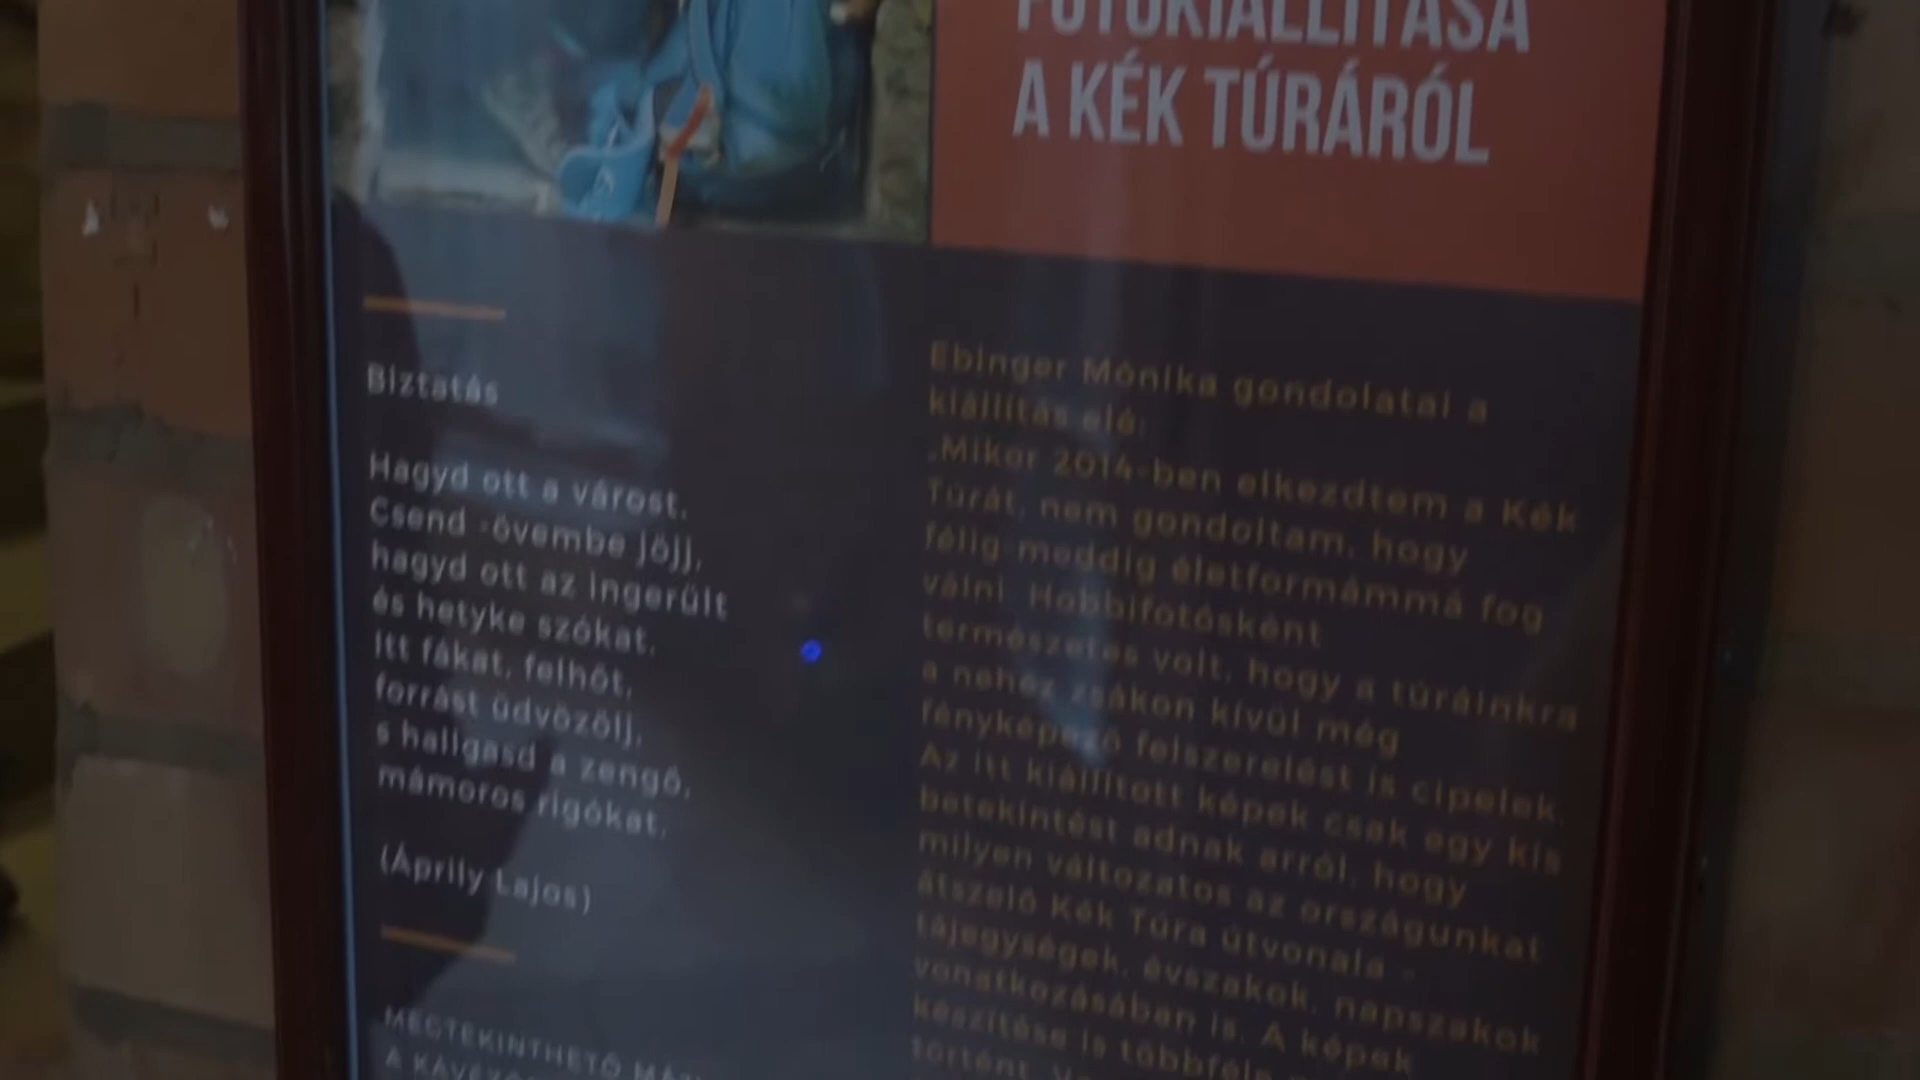 FOTÓKIÁLLÍTÁSA
A KÉK TÚRÁRÓL
Biztatás
Hagyd ott a várost,
Csend-övembe jöjj,
hagyd ott az ingerült
és hetyke szókat.
Itt fákat, felhőt,
forrást üdvözölj,
s hallgasd a zengő,
mámoros rigókat.
(Áprily Lajos)
MEGTEKINTHETŐ
A
Ebinger Mónika gondolatai a
kiállítás elé:
„Mikor 2014-ben elkezdtem a Kék
Túrát, nem gondoltam, hogy
félig-meddig életformámmá fog
válni. Hobbifotósként
természetes volt, hogy a túráinkra
a nehéz zsákon kívül még
fényképező felszerelést is cipelek.
Az itt kiállított képek csak egy kis
betekintést adnak arról, hogy
milyen változatos az országunkat
átszelő Kék Túra útvonala -
tájegységek, évszakok, napszakok
vonatkozásában is. A képek
készítése is többféle
történt